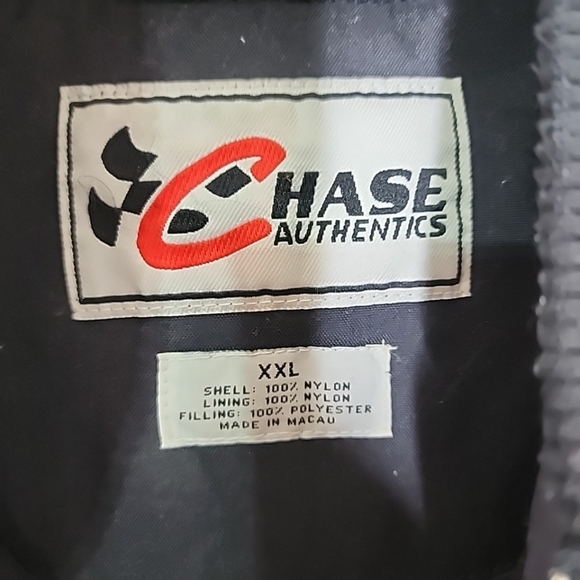 CHASE
AUTHENTICS
XXL
SHELL: 100% NYLON
LINING: 100% NYLON
FILLING: 100% POLYESTER
MADE IN MACAU